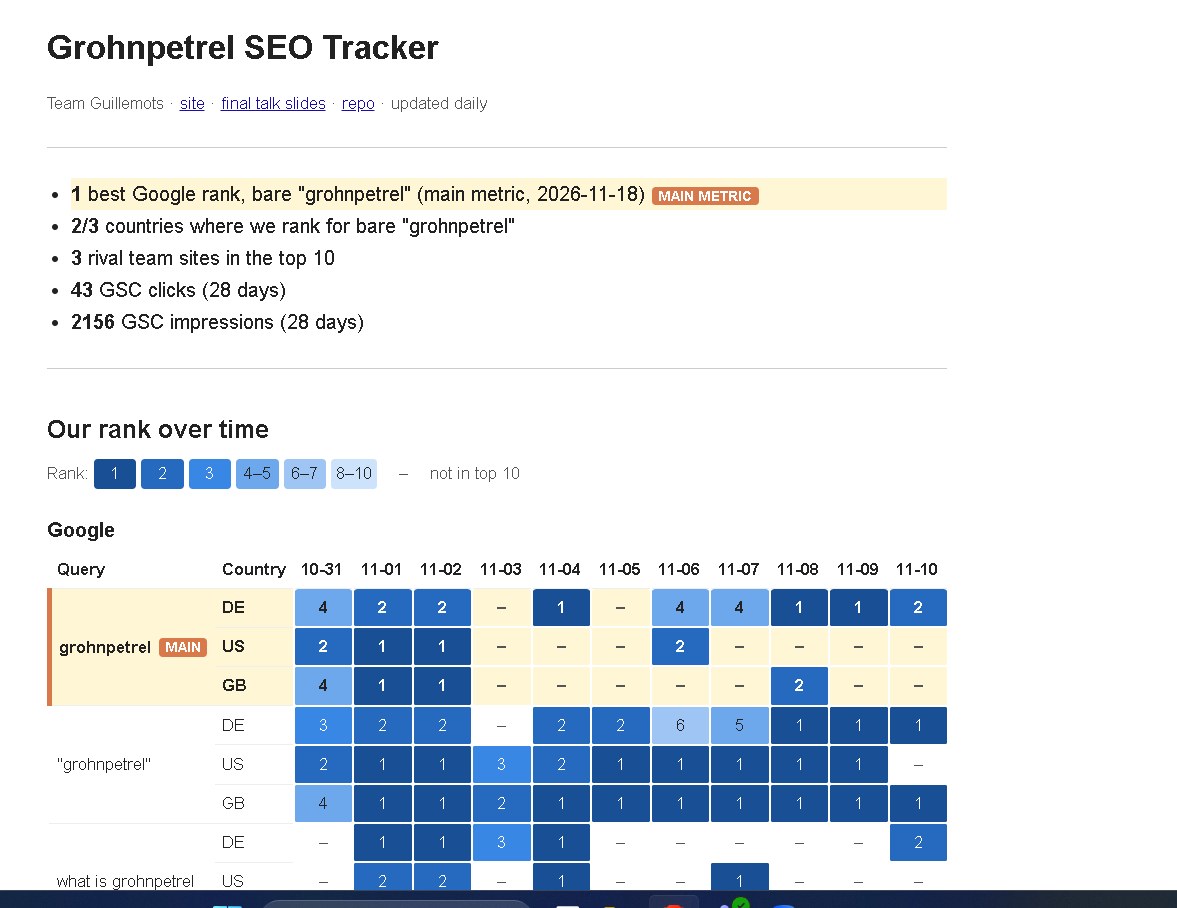 Grohnpetrel SEO Tracker
Team Guillemots · site · final talk slides · repo · updated daily
1 best Google rank, bare "grohnpetrel" (main metric, 2026-11-18) MAIN METRIC
2/3 countries where we rank for bare "grohnpetrel"
3 rival team sites in the top 10
43 GSC clicks (28 days)
2156 GSC impressions (28 days)
Our rank over time
Rank: 1 2 3 4–5 6–7 8–10 – not in top 10
Google
Query Country 10-31 11-01 11-02 11-03 11-04 11-05 11-06 11-07 11-08 11-09 11-10
DE 4 2 2 – 1 – 4 4 1 1 2
grohnpetrel MAIN US 2 1 1 – – – 2 – – – –
GB 4 1 1 – – – – – 2 – –
DE 3 2 2 – 2 2 6 5 1 1 1
"grohnpetrel" US 2 1 1 3 2 1 1 1 1 1 –
GB 4 1 1 2 1 1 1 1 1 1 1
DE – 1 1 3 1 – – – – – 2
what is grohnpetrel US – 2 2 – 1 – – 1 – – –